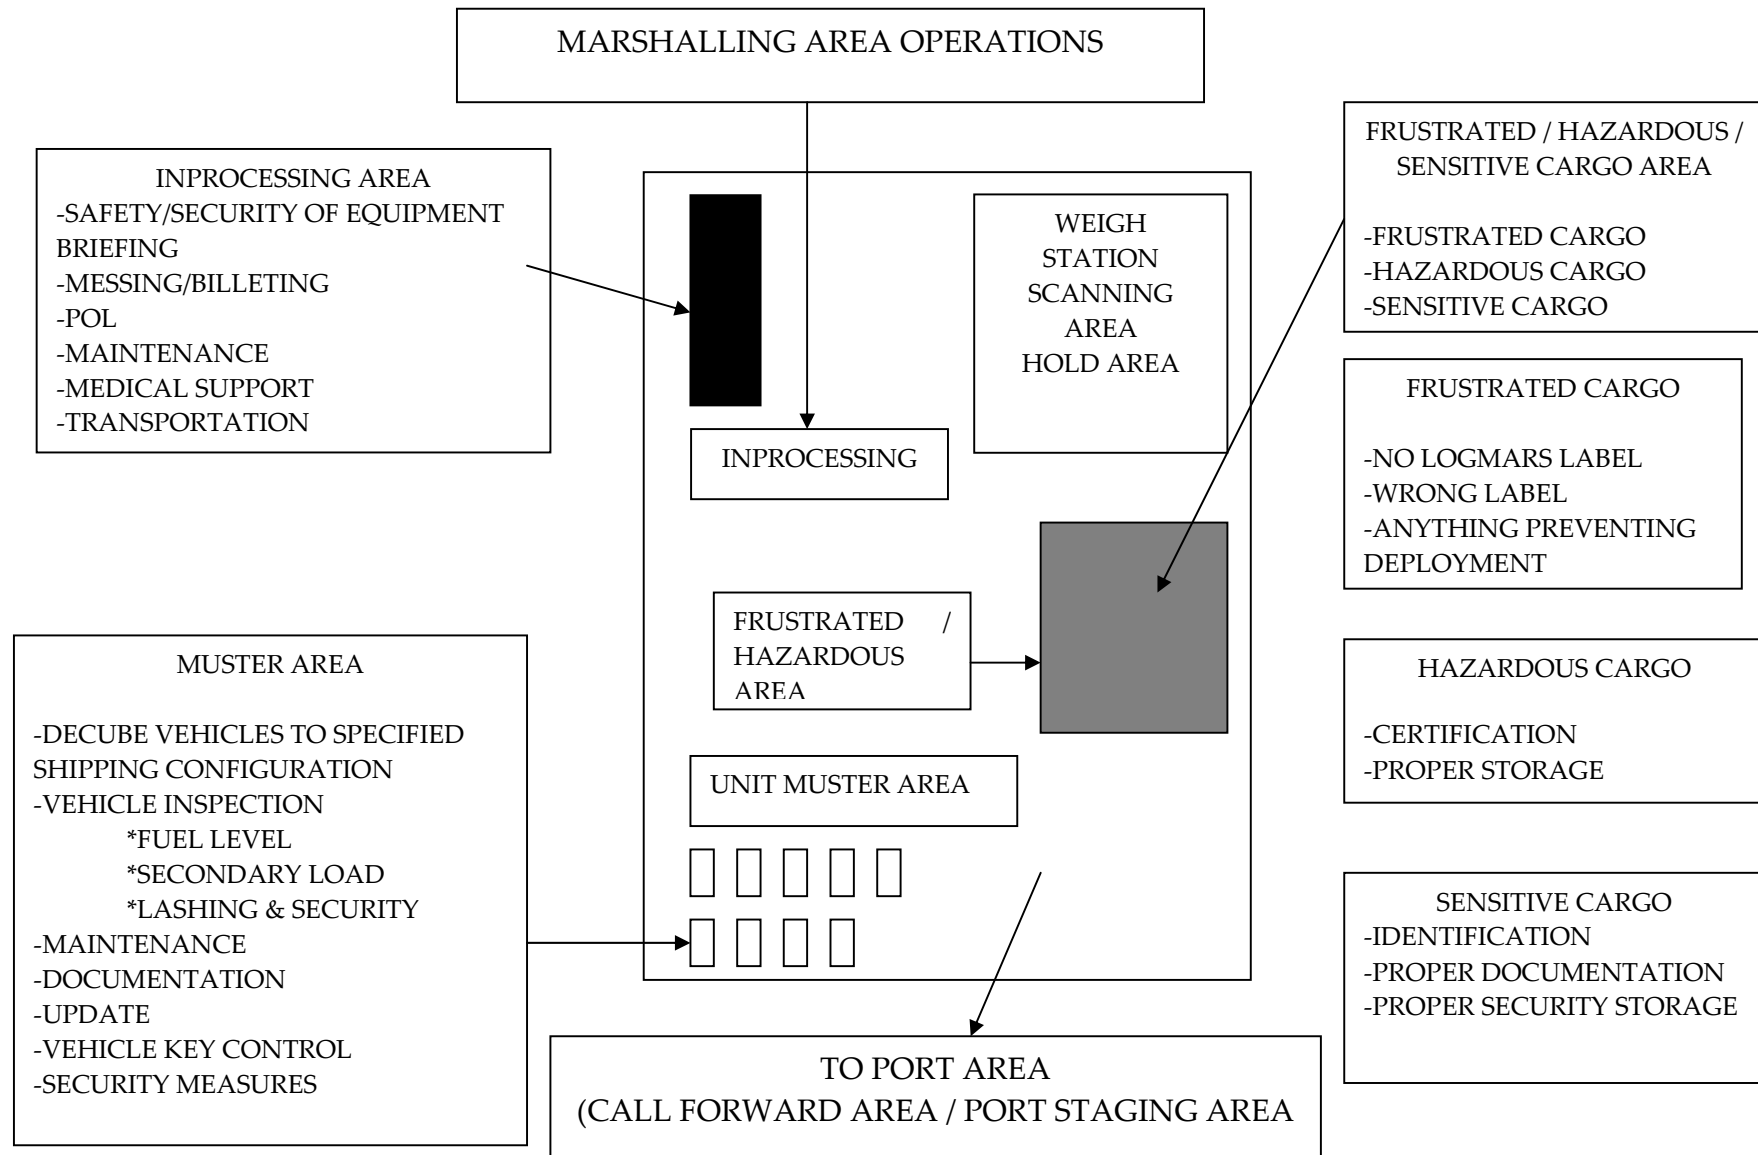 MARSHALLING AREA OPERATIONS
INPROCESSING AREA
-SAFETY/SECURITY OF EQUIPMENT
BRIEFING
-MESSING/BILLETING
-POL
-MAINTENANCE
-MEDICAL SUPPORT
-TRANSPORTATION
WEIGH
STATION
SCANNING
AREA
HOLD AREA
INPROCESSING
FRUSTRATED / HAZARDOUS /
SENSITIVE CARGO AREA
-FRUSTRATED CARGO
-HAZARDOUS CARGO
-SENSITIVE CARGO
FRUSTRATED CARGO
-NO LOGMARS LABEL
-WRONG LABEL
-ANYTHING PREVENTING
DEPLOYMENT
FRUSTRATED /
HAZARDOUS
AREA
MUSTER AREA
-DECUBE VEHICLES TO SPECIFIED
SHIPPING CONFIGURATION
-VEHICLE INSPECTION
*FUEL LEVEL
*SECONDARY LOAD
*LASHING & SECURITY
-MAINTENANCE
-DOCUMENTATION
-UPDATE
-VEHICLE KEY CONTROL
-SECURITY MEASURES
UNIT MUSTER AREA
HAZARDOUS CARGO
-CERTIFICATION
-PROPER STORAGE
SENSITIVE CARGO
-IDENTIFICATION
-PROPER DOCUMENTATION
-PROPER SECURITY STORAGE
TO PORT AREA
(CALL FORWARD AREA / PORT STAGING AREA